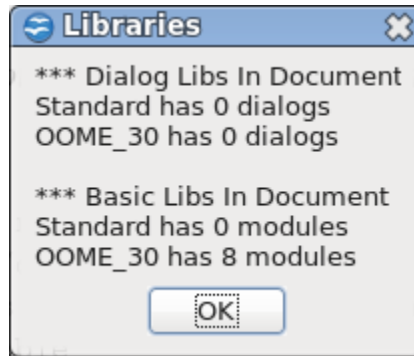 Libraries
*** Dialog Libs In Document
Standard has 0 dialogs
OOME_30 has 0 dialogs
*** Basic Libs In Document
Standard has 0 modules
OOME_30 has 8 modules
OK